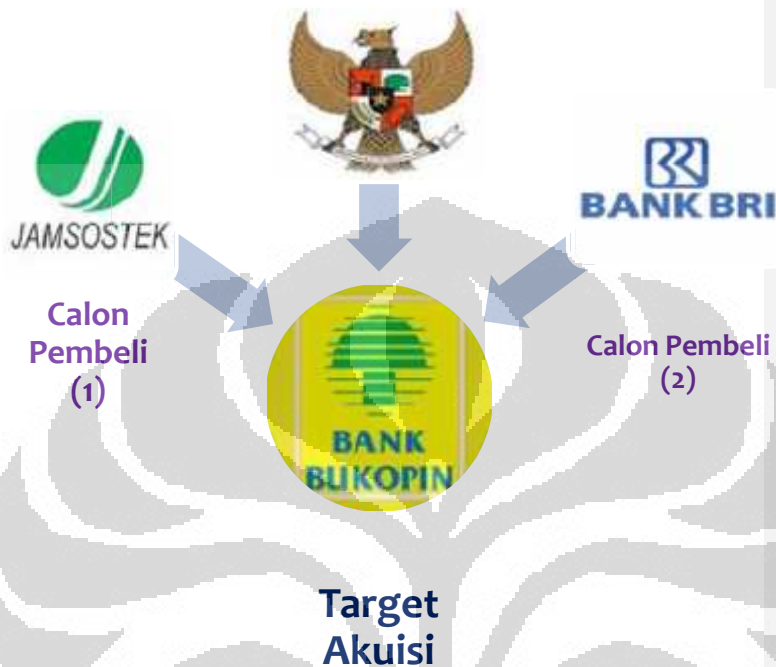 JAMSOSTEK
BANK BRI
Calon
Pembeli
(1)
Calon Pembeli
(2)
BANK
BUKOPIN
Target
Akuisi